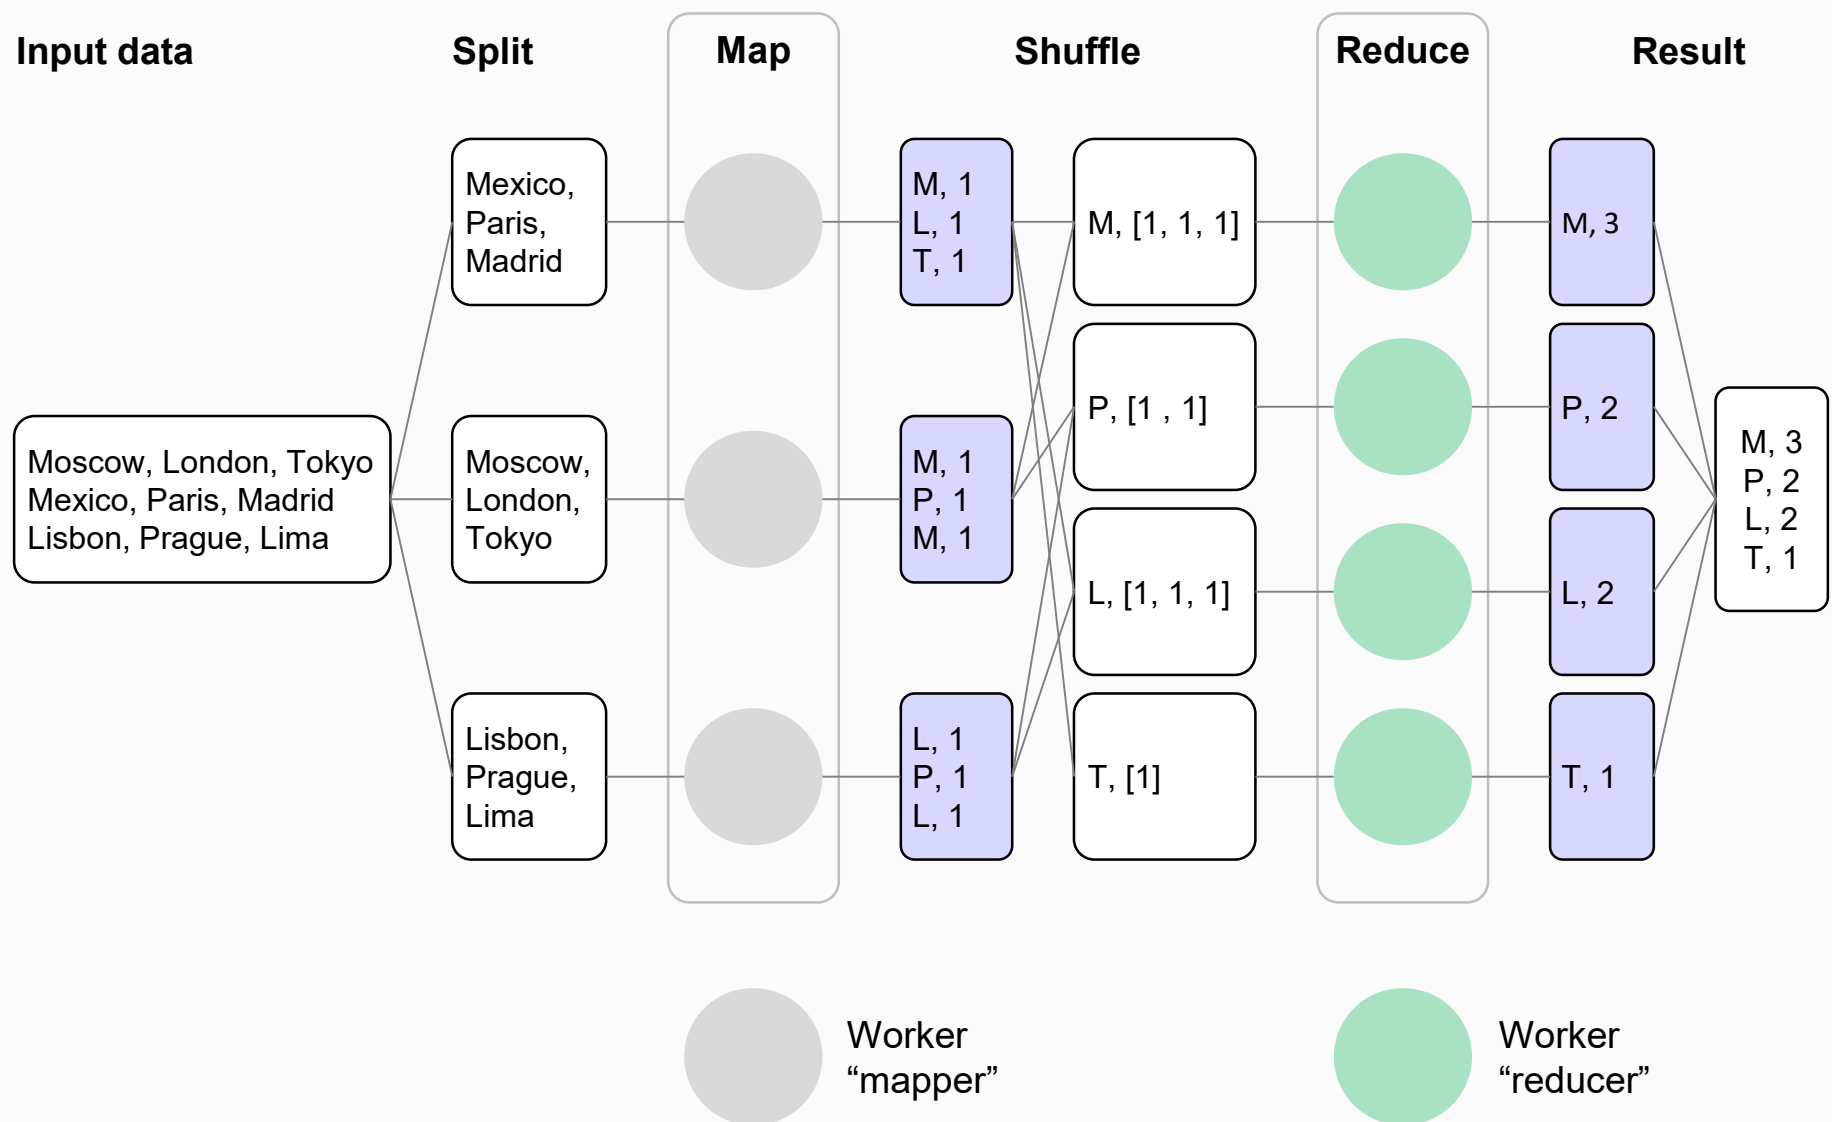 Input data
Split
Map
Shuffle
Reduce
Result
Moscow, London, Tokyo
Mexico, Paris, Madrid
Lisbon, Prague, Lima
Mexico,
Paris,
Madrid
Moscow,
London,
Tokyo
Lisbon,
Prague,
Lima
M, 1
L, 1
T, 1
M, 1
P, 1
M, 1
L, 1
P, 1
L, 1
M, [1, 1, 1]
P, [1 , 1]
L, [1, 1, 1]
T, [1]
M, 3
P, 2
L, 2
T, 1
M, 3
P, 2
L, 2
T, 1
Worker
“mapper”
Worker
“reducer”